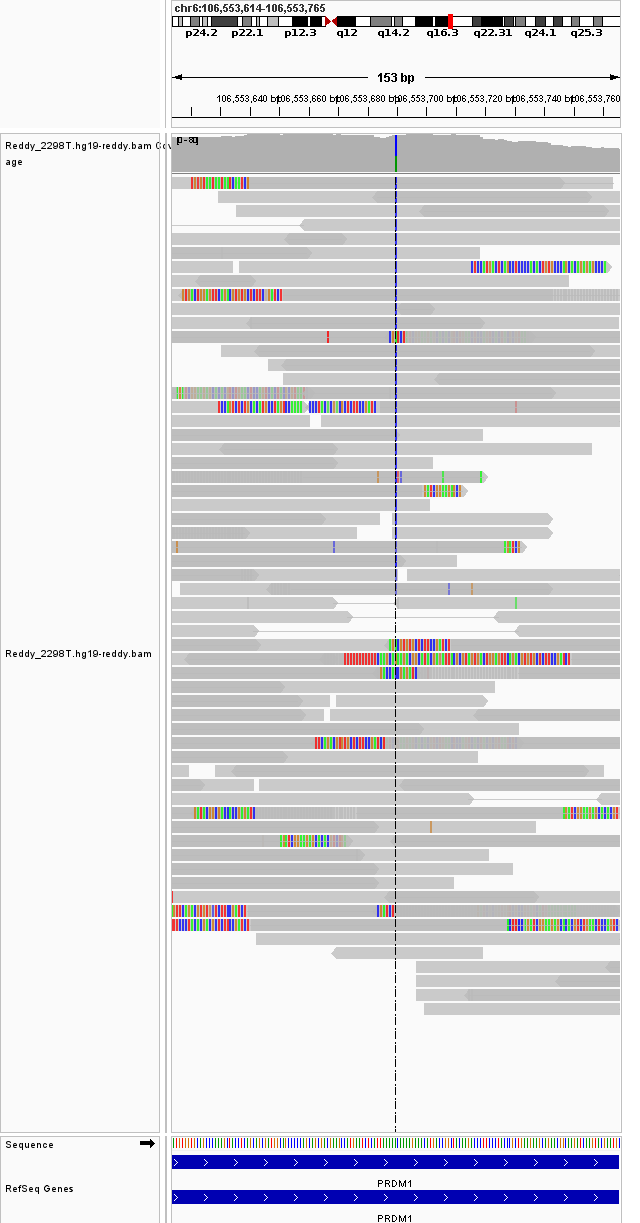 chr6:106,553,614-106,553,765
p24.2 p22.1 p12.3 q12 q14.2 q16.3 q22.31 q24.1 q25.3
153 bp
106,553,640 bp 106,553,660 bp 106,553,680 bp 106,553,700 bp 106,553,720 bp 106,553,740 bp 106,553,760
Reddy_2298T.hg19-reddy.bam Cov
age
Reddy_2298T.hg19-reddy.bam
Sequence
PRDM1
RefSeq Genes
PRDM1